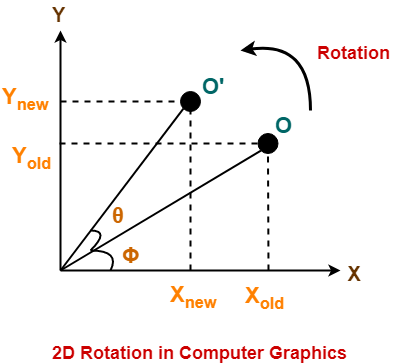 Y
Rotation
O'
Ynew
O
Yold
θ
Φ
X
Xnew
Xold
2D Rotation in Computer Graphics